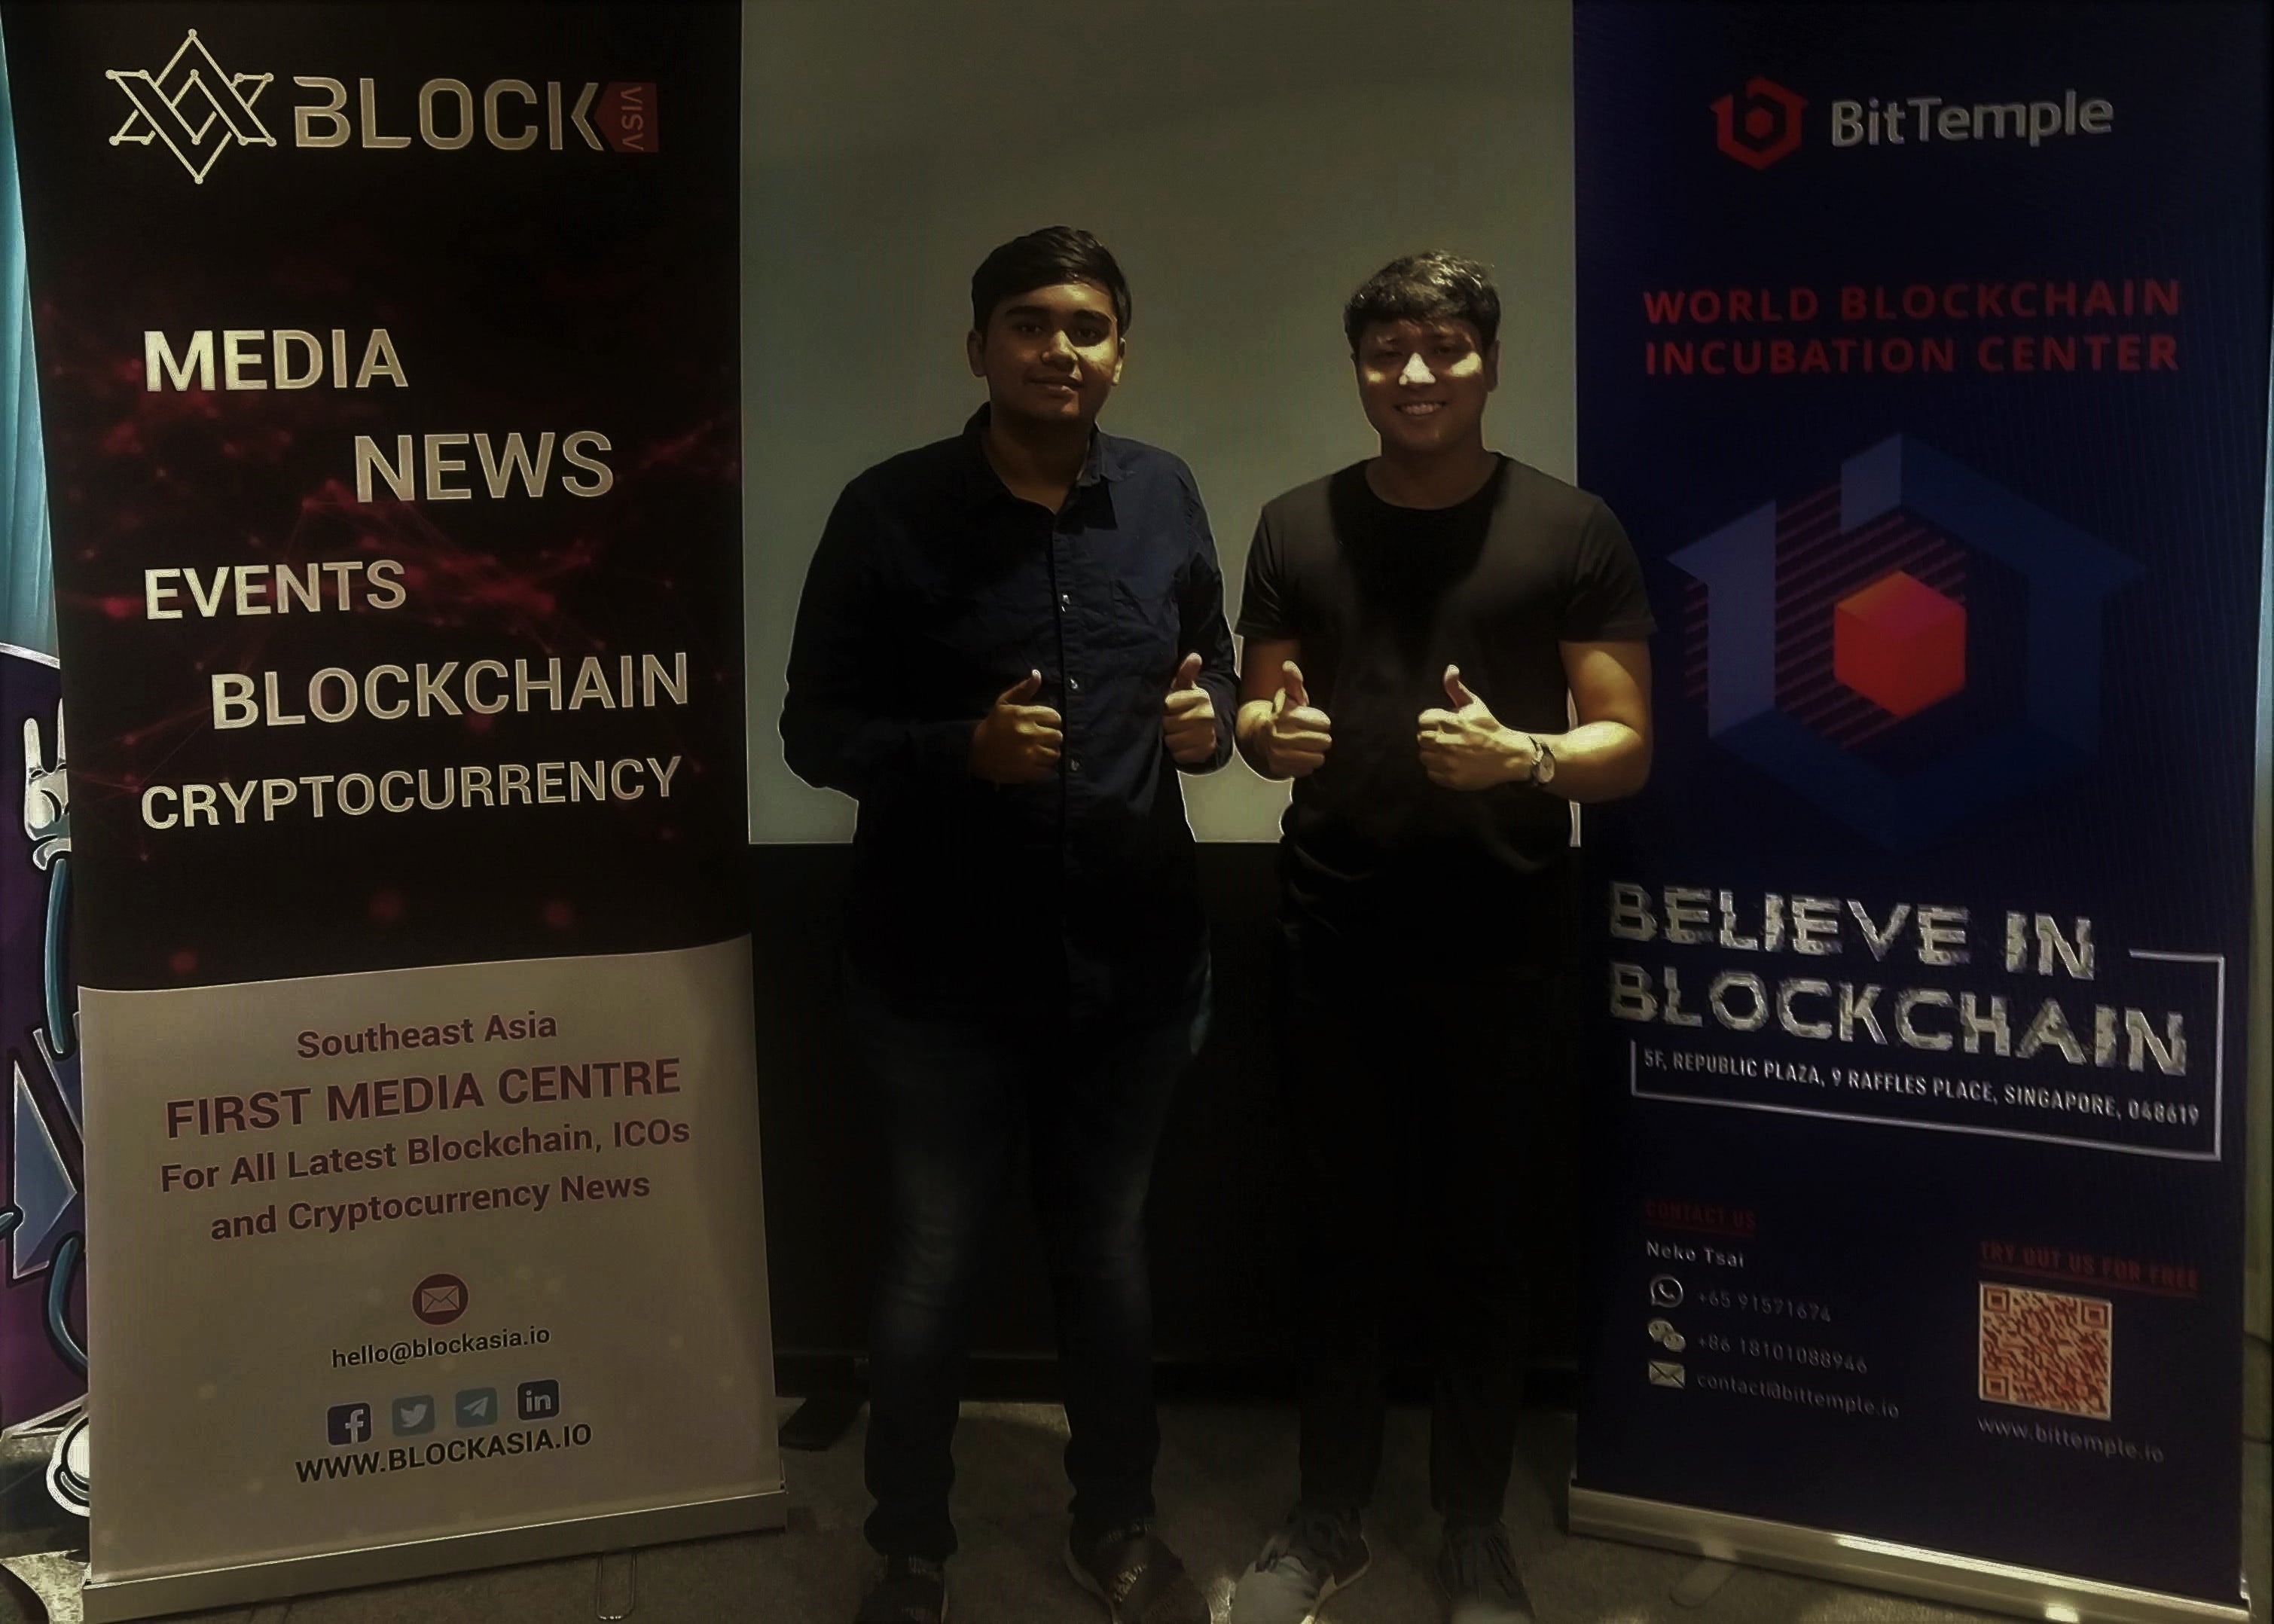 BLOCK
ASIA
MEDIA
NEWS
EVENTS
BLOCKCHAIN
CRYPTOCURRENCY
Southeast Asia
FIRST MEDIA CENTRE
For All Latest Blockchain, ICOs
and Cryptocurrency News
hello@blockasia.io
f
in
WWW.BLOCKASIA.IO
BitTemple
WORLD BLOCKCHAIN
INCUBATION CENTER
BELIEVE IN
BLOCKCHAIN
5F, REPUBLIC PLAZA, 9 RAFFLES PLACE, SINGAPORE, 048619
CONTACT US
Neko Tsai
+65 91571674
+86 18101088946
contact@bittemple.io
TRY OUT US FOR FREE
www.bittemple.io